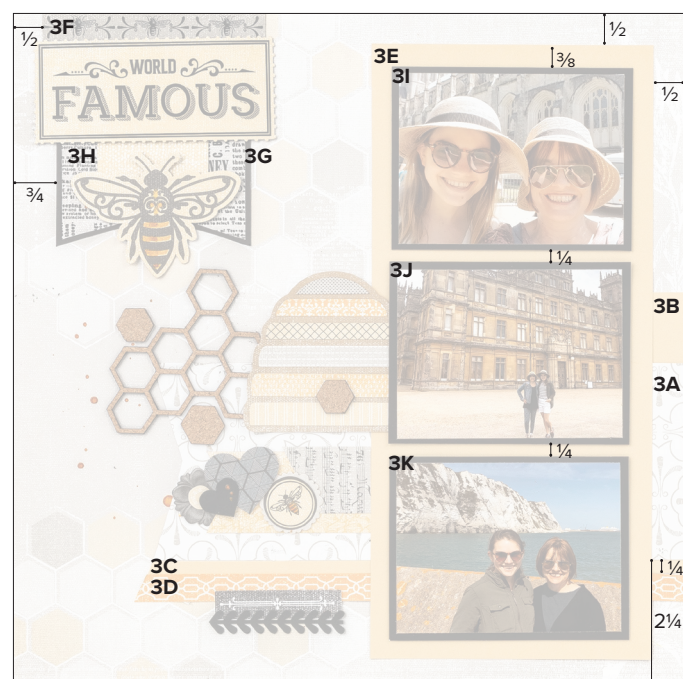 3F
½
½
3E
⅜
3I
½
WORLD
FAMOUS
3H
3G
NEY
¾
¼
3J
3B
3A
¼
3K
3C
¼
3D
2¼